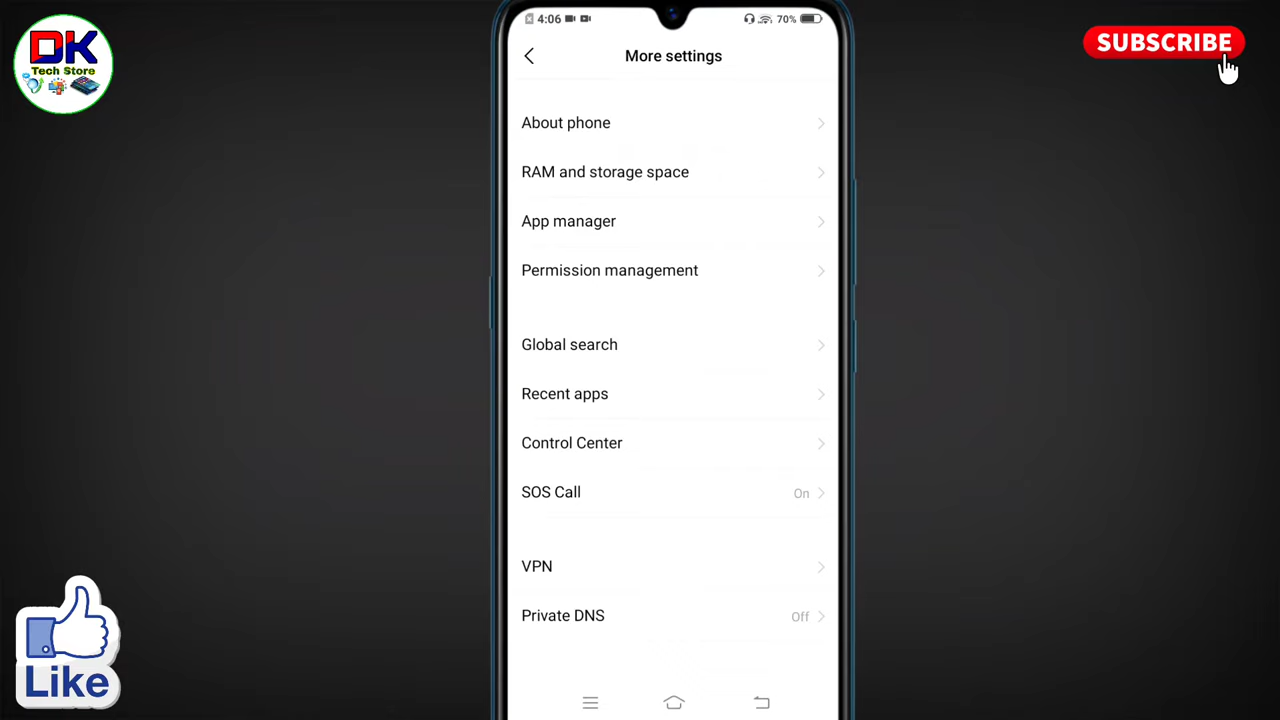 DK
Tech Store
4:06
70%
SUBSCRIBE
More settings
About phone
RAM and storage space
App manager
Permission management
Global search
Recent apps
Control Center
SOS Call On
VPN
Private DNS Off
Like